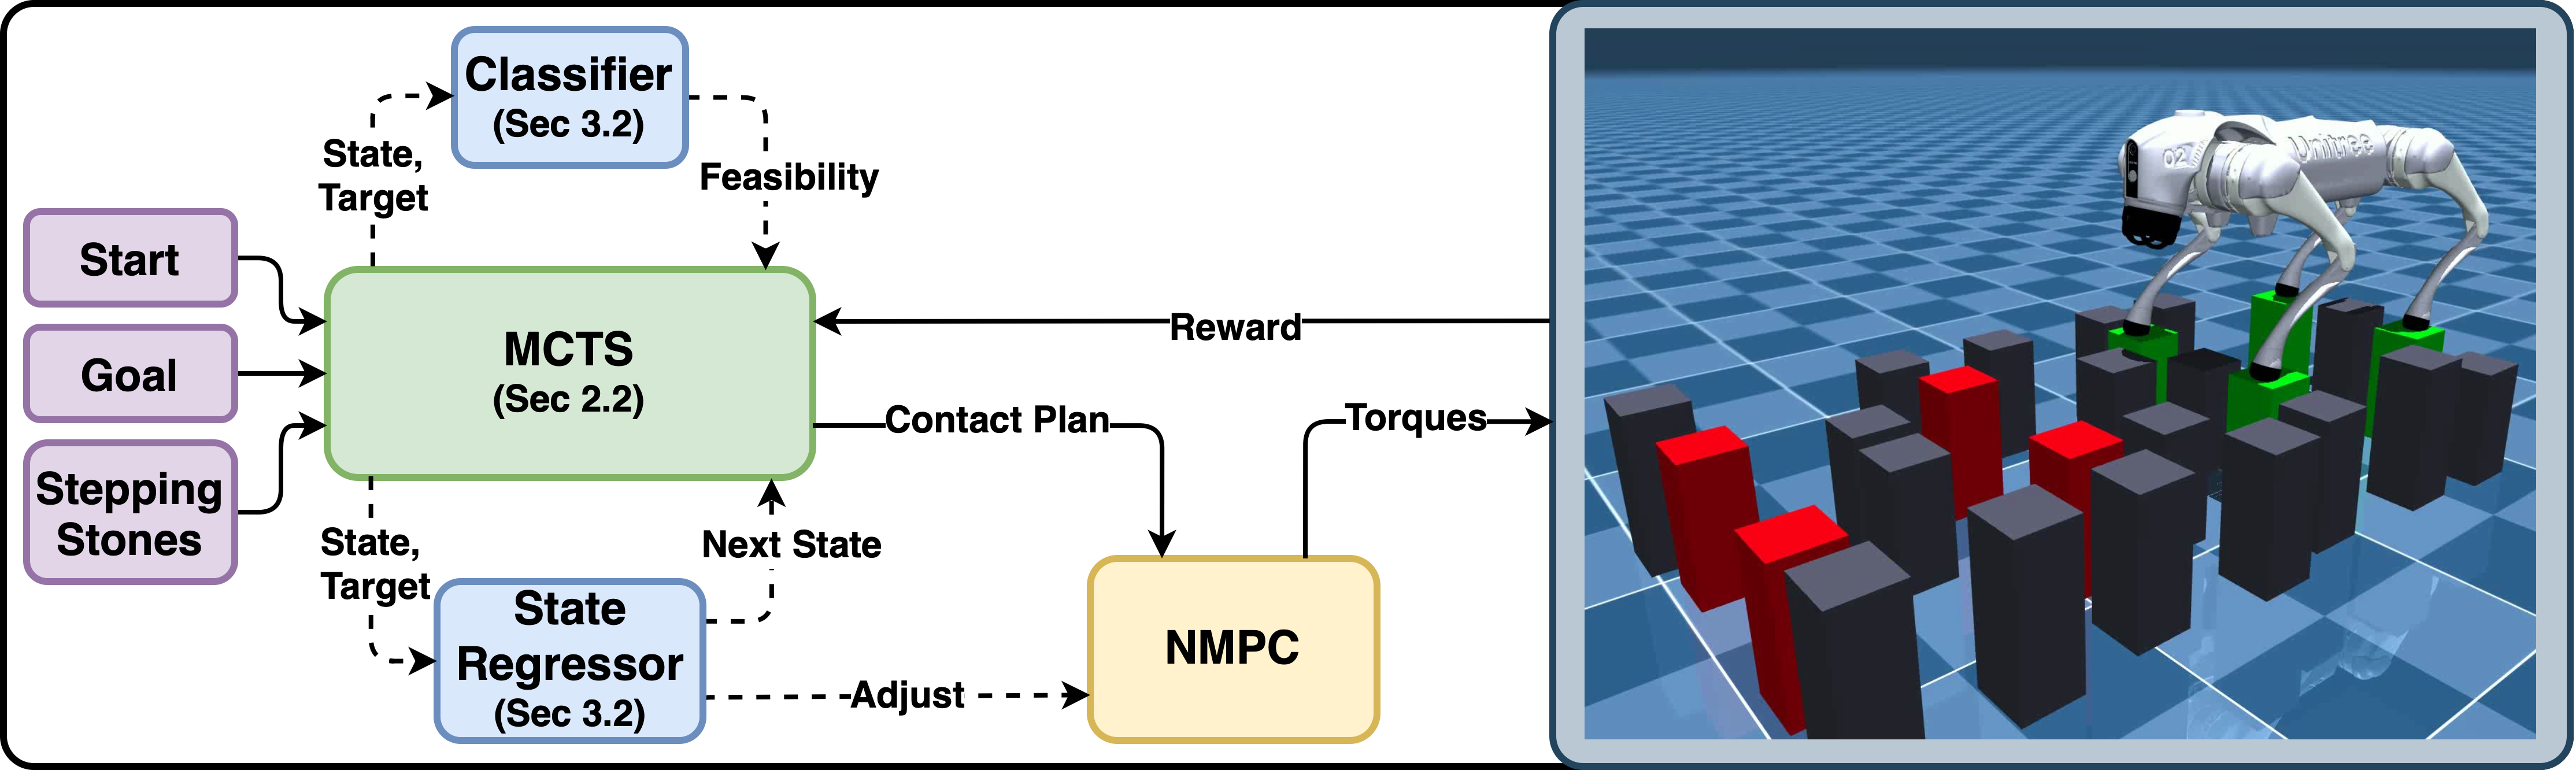 Classifier
(Sec 3.2)
State,
Target
Feasibility
Start
Goal
Stepping
Stones
MCTS
(Sec 2.2)
Reward
Contact Plan
Torques
State,
Target
Next State
State
Regressor
(Sec 3.2)
Adjust
NMPC
Unitree